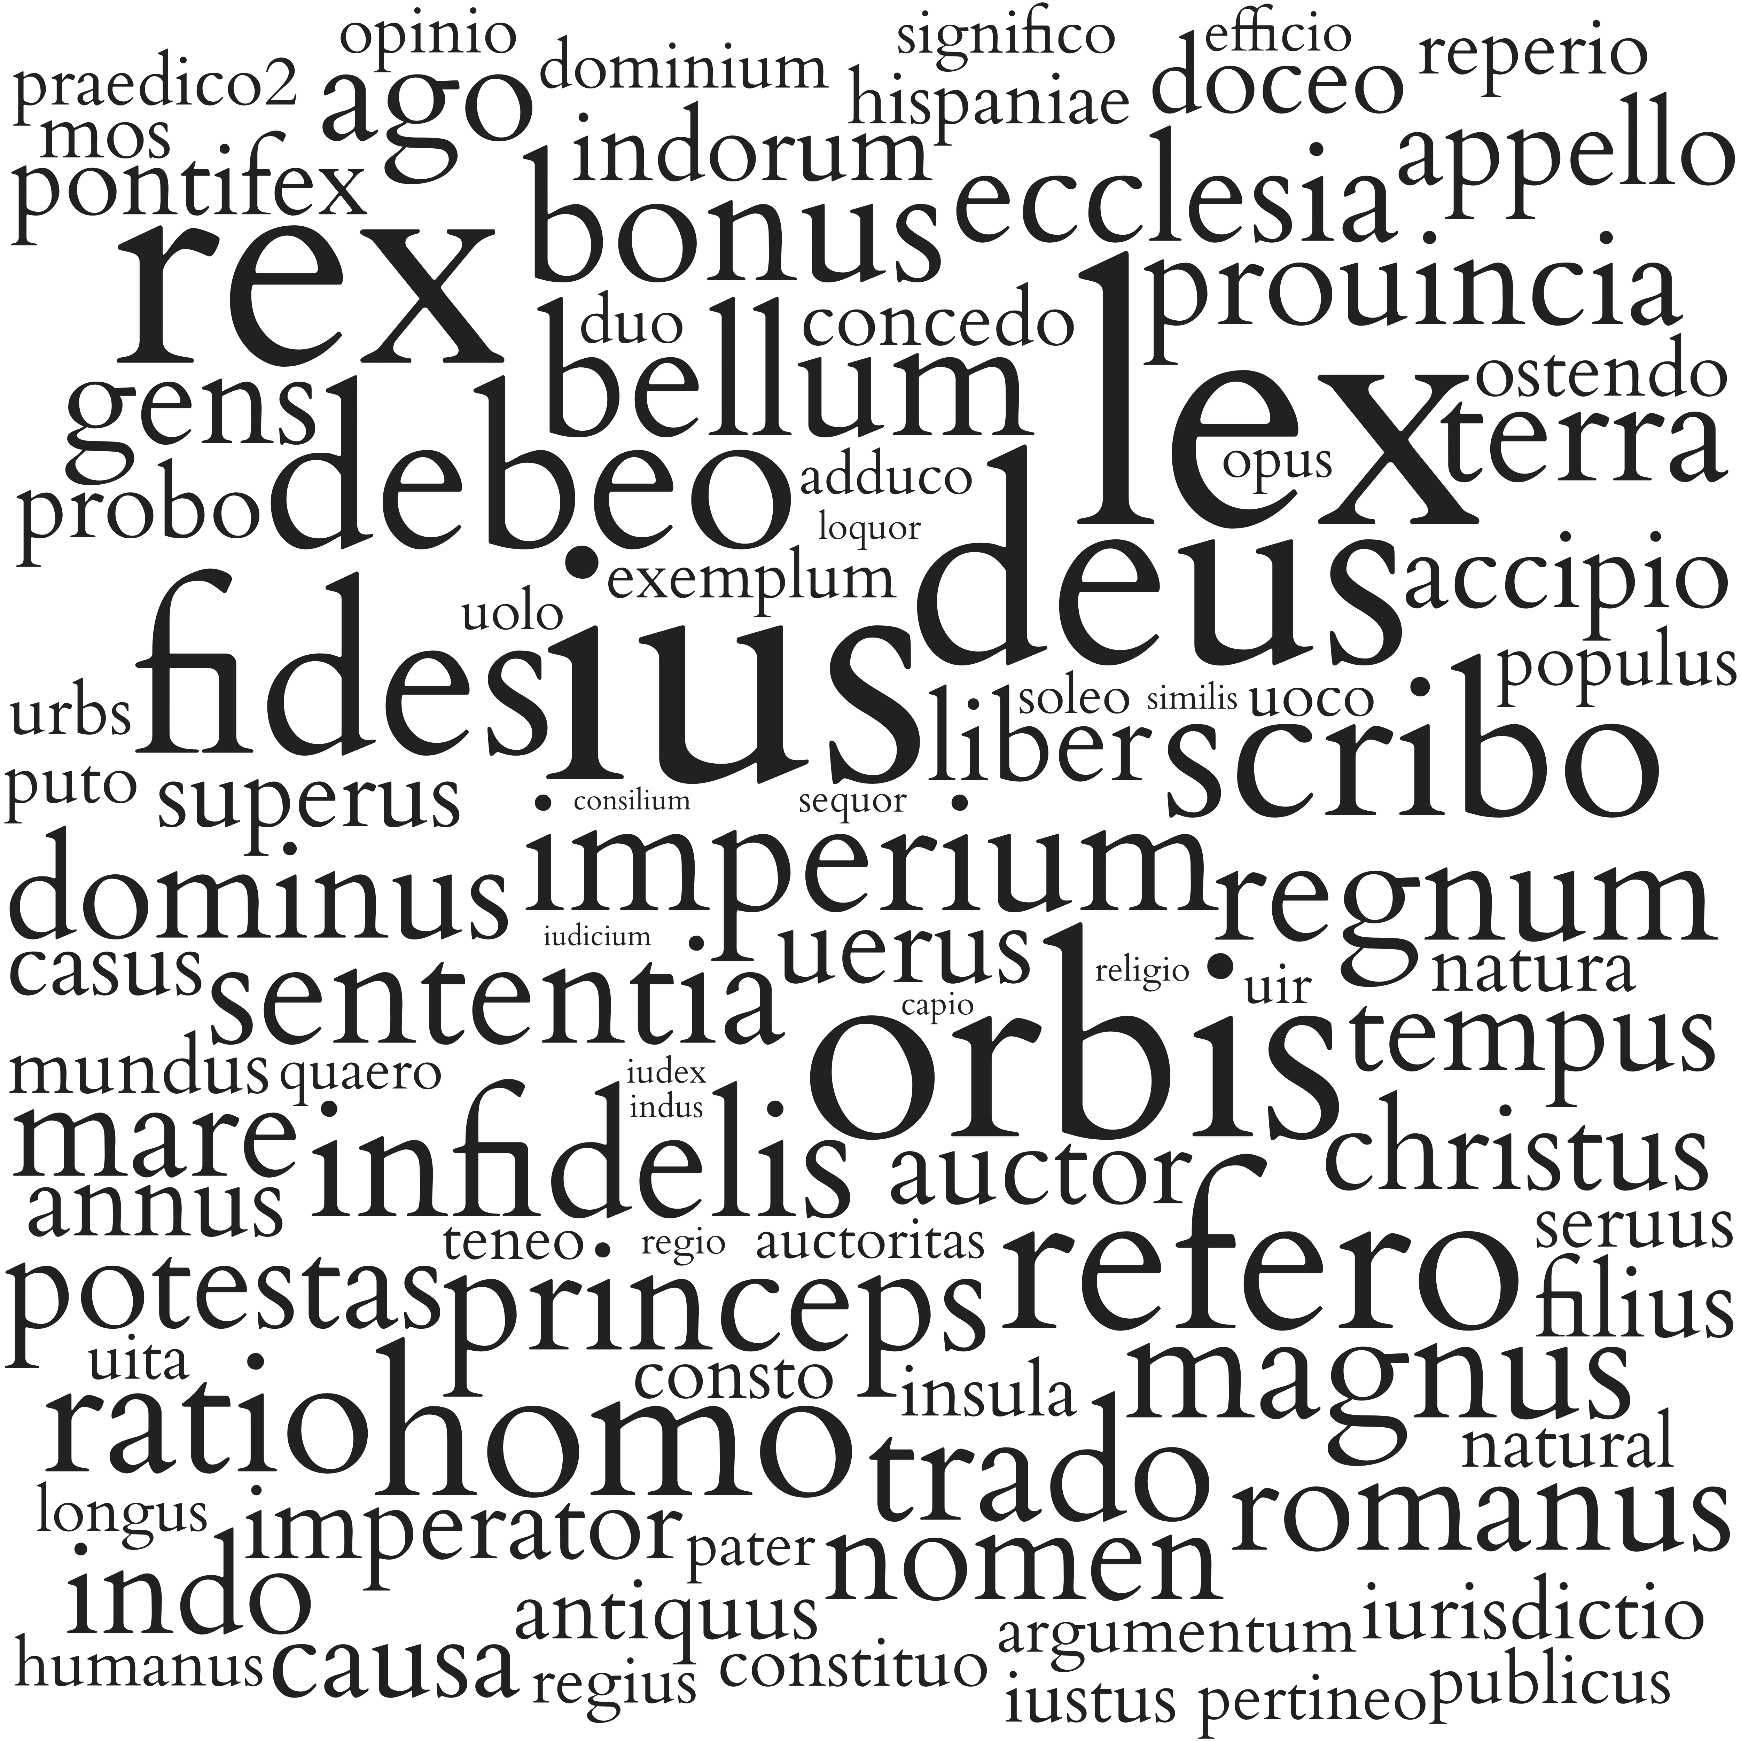 opinio
significo
efficio
reperio
praedico2
ago
dominium
hispaniae
doceo
mos
indorum
appello
pontifex
bonus
ecclesia
rex
prouincia
duo
concedo
lex
gens
bellum
ostendo
terra
probo
debeo
adduco
opus
loquor
deus
exemplum
accipio
uolo
fides
ius
populus
urbs
soleo
similis
uoco
liber
scribo
puto
superus
consilium
sequor
dominus
imperium
regnum
iudicium
casus
sententia
uerus
religio
uir
natura
capio
orbis
tempus
mundus
quaero
iudex
indus
mare
infidelis
auctor
christus
annus
teneo
regio
auctoritas
refero
seruus
potestas
princeps
filius
uita
ratio
homo
consto
insula
magnus
trado
natural
longus
imperator
pater
nomen
romanus
indo
antiquus
argumentum
iurisdictio
humanus
causa
regius
constituo
iustus
pertineo
publicus